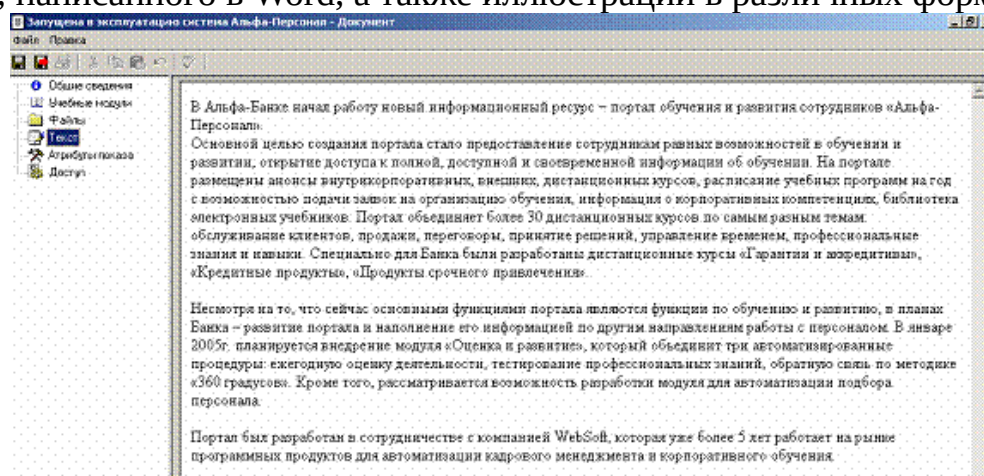 , написанного в Word, а также иллюстраций в различных форм
Запущена в эксплуатацию система Альфа-Персонал - Документ
Файл Правка
Общие сведения
Учебные модули
Файлы
Текст
Атрибуты показа
Доступ
В Альфа-Банке начал работу новый информационный ресурс – портал обучения и развития сотрудников «Альфа-
Персонал».
Основной целью создания портала стало предоставление сотрудникам равных возможностей в обучении и
развитии, открытие доступа к полной, доступной и своевременной информации об обучении. На портале
размещены анонсы внутрикорпоративных, внешних, дистанционных курсов, расписание учебных программ на год
с возможностью подачи заявок на организацию обучения, информация о корпоративных компетенциях, библиотека
электронных учебников. Портал объединяет более 30 дистанционных курсов по самым разным темам:
обслуживание клиентов, продажи, переговоры, принятие решений, управление временем, профессиональные
знания и навыки. Специально для Банка были разработаны дистанционные курсы «Гарантии и аккредитивы»,
«Кредитные продукты», «Продукты срочного привлечения».
Несмотря на то, что сейчас основными функциями портала являются функции по обучению и развитию, в планах
Банка – развитие портала и наполнение его информацией по другим направлениям работы с персоналом. В январе
2005г. планируется внедрение модуля «Оценка и развитие», который объединит три автоматизированные
процедуры: ежегодную оценку деятельности, тестирование профессиональных знаний, обратную связь по методике
«360 градусов». Кроме того, рассматривается возможность разработки модуля для автоматизации подбора
персонала.
Портал был разработан в сотрудничестве с компанией WebSoft, которая уже более 5 лет работает на рынке
программных продуктов для автоматизации кадрового менеджмента и корпоративного обучения.